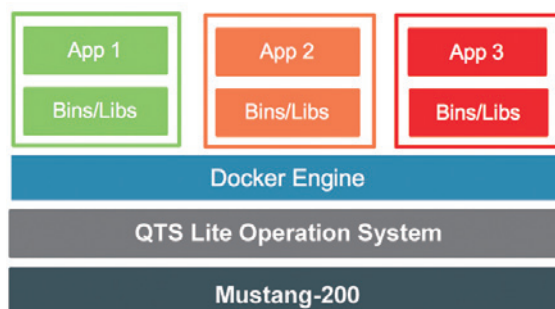 App 1
App 2
App 3
Bins/Libs
Bins/Libs
Bins/Libs
Docker Engine
QTS Lite Operation System
Mustang-200